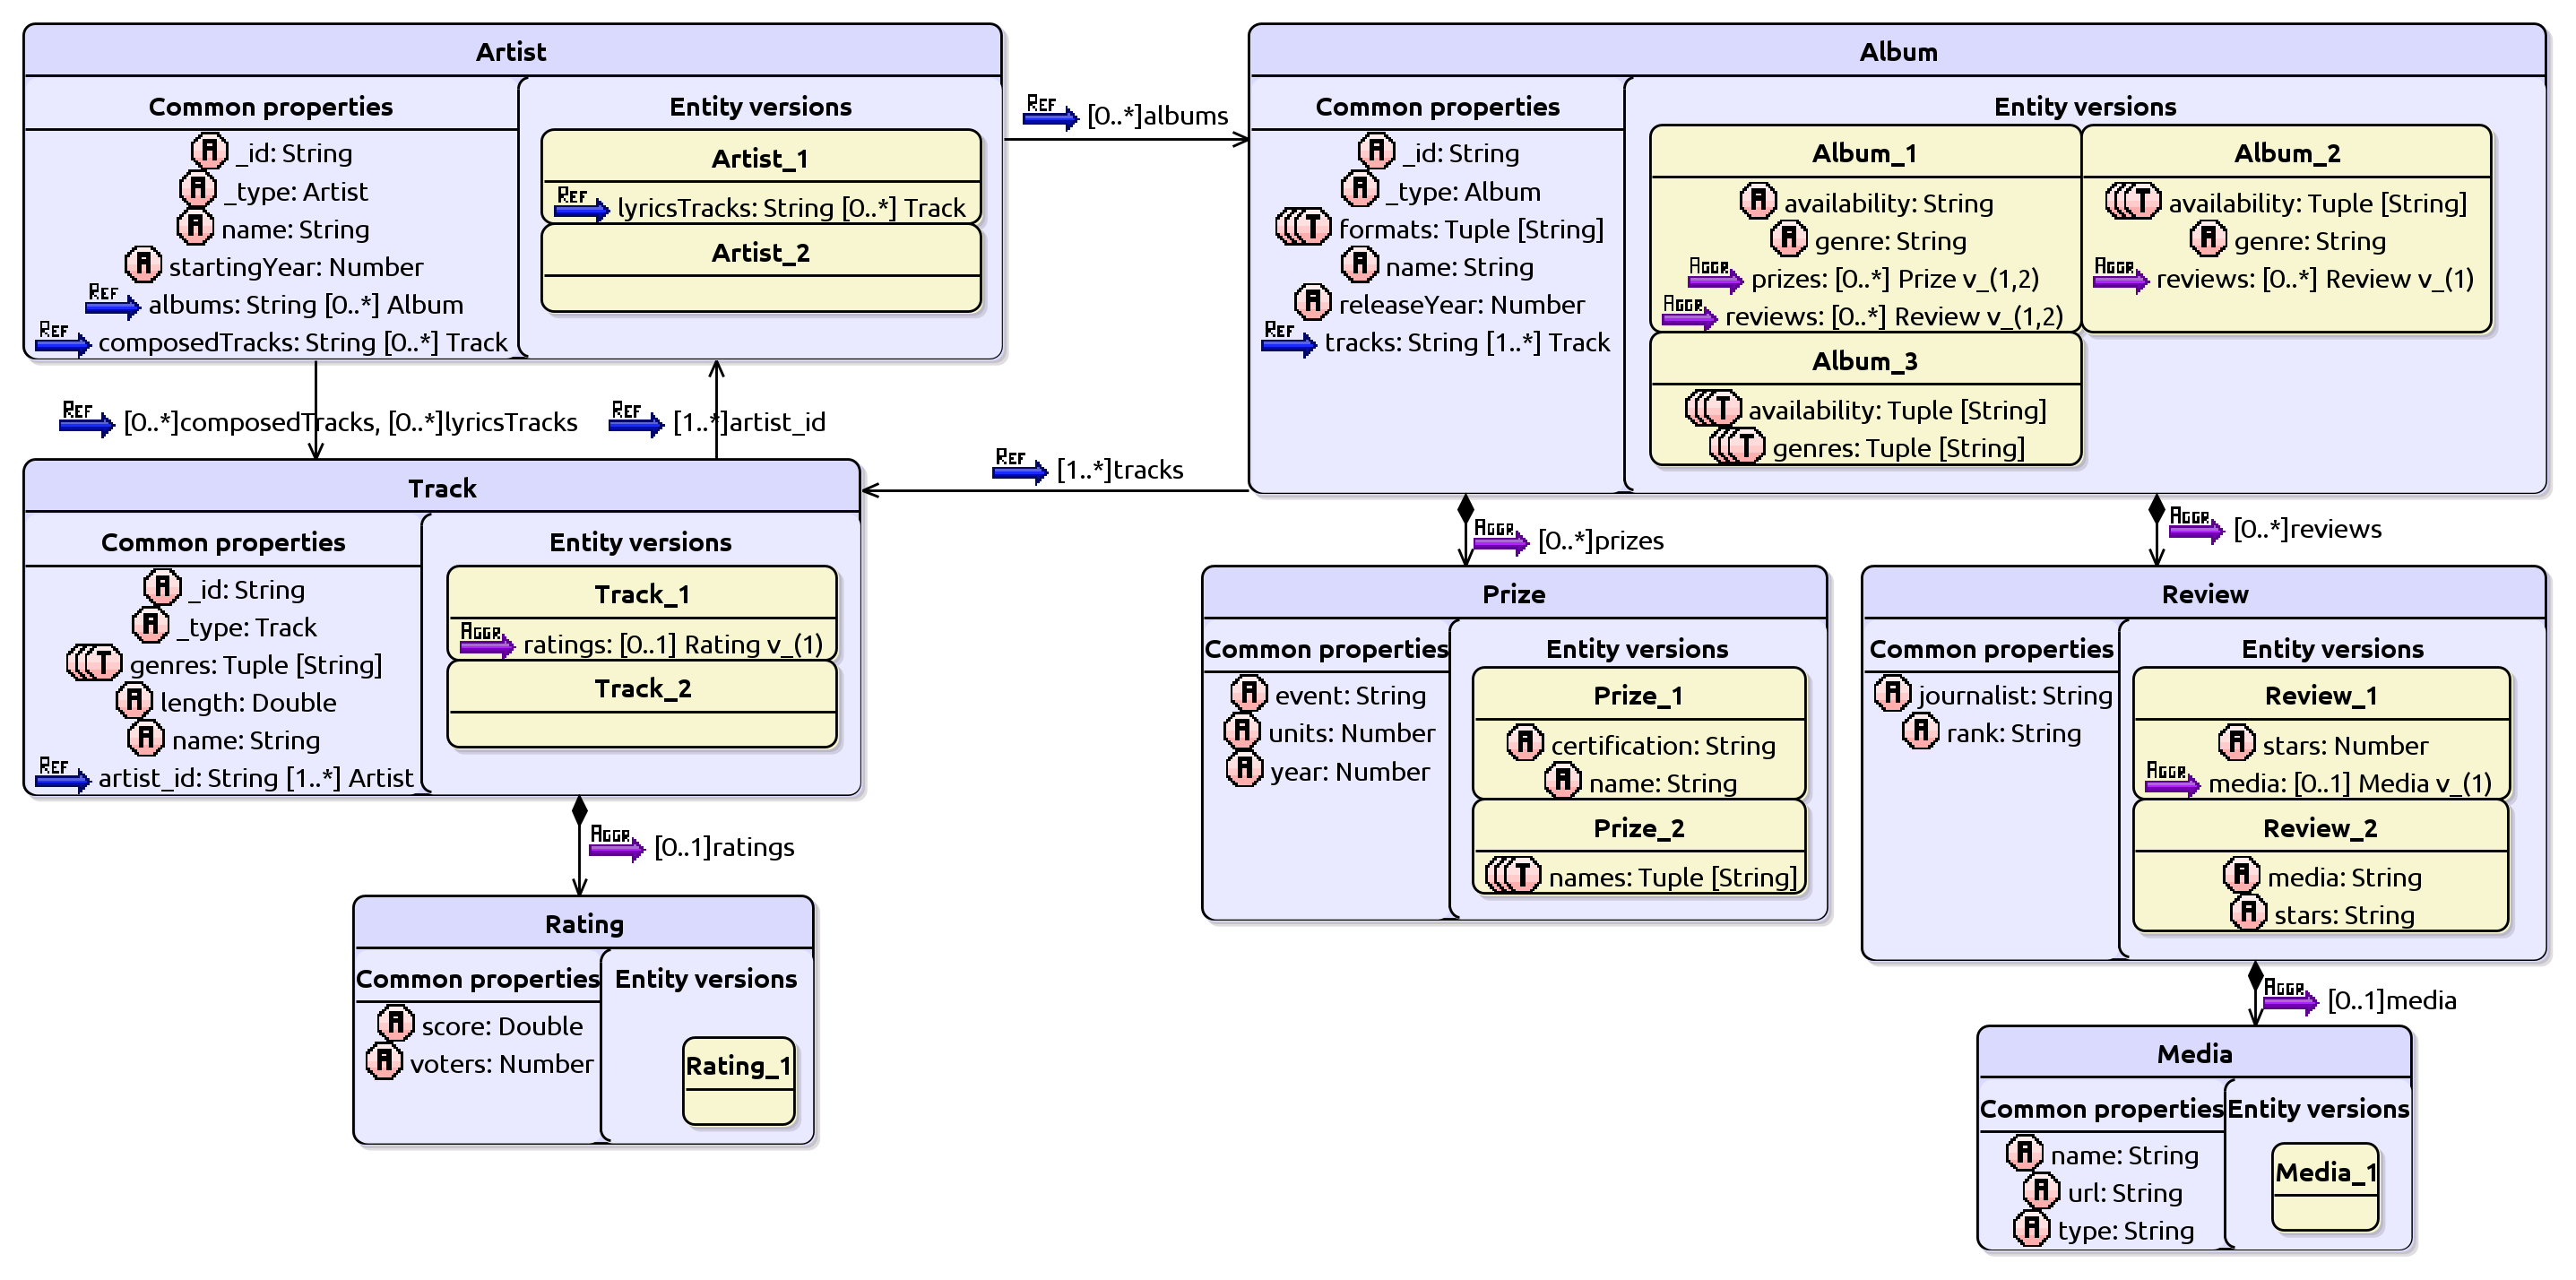 Artist
Common properties
A _id: String
A _type: Artist
A name: String
A startingYear: Number
REF albums: String [0..*] Album
REF composedTracks: String [0..*] Track
Entity versions
Artist_1
REF lyricsTracks: String [0..*] Track
Artist_2
REF [0..*]albums
Album
Common properties
A _id: String
A _type: Album
T formats: Tuple [String]
A name: String
A releaseYear: Number
REF tracks: String [1..*] Track
Entity versions
Album_1
A availability: String
A genre: String
AGGR prizes: [0..*] Prize v_(1,2)
AGGR reviews: [0..*] Review v_(1,2)
Album_2
T availability: Tuple [String]
A genre: String
AGGR reviews: [0..*] Review v_(1)
Album_3
T availability: Tuple [String]
T genres: Tuple [String]
REF [0..*]composedTracks, [0..*]lyricsTracks
REF [1..*]artist_id
REF [1..*]tracks
Track
Common properties
A _id: String
A _type: Track
T genres: Tuple [String]
A length: Double
A name: String
REF artist_id: String [1..*] Artist
Entity versions
Track_1
AGGR ratings: [0..1] Rating v_(1)
Track_2
AGGR [0..*]prizes
AGGR [0..*]reviews
Prize
Common properties
A event: String
A units: Number
A year: Number
Entity versions
Prize_1
A certification: String
A name: String
Prize_2
T names: Tuple [String]
Review
Common properties
A journalist: String
A rank: String
Entity versions
Review_1
A stars: Number
AGGR media: [0..1] Media v_(1)
Review_2
A media: String
A stars: String
AGGR [0..1]ratings
Rating
Common properties
A score: Double
A voters: Number
Entity versions
Rating_1
AGGR [0..1]media
Media
Common properties
A name: String
A url: String
A type: String
Entity versions
Media_1